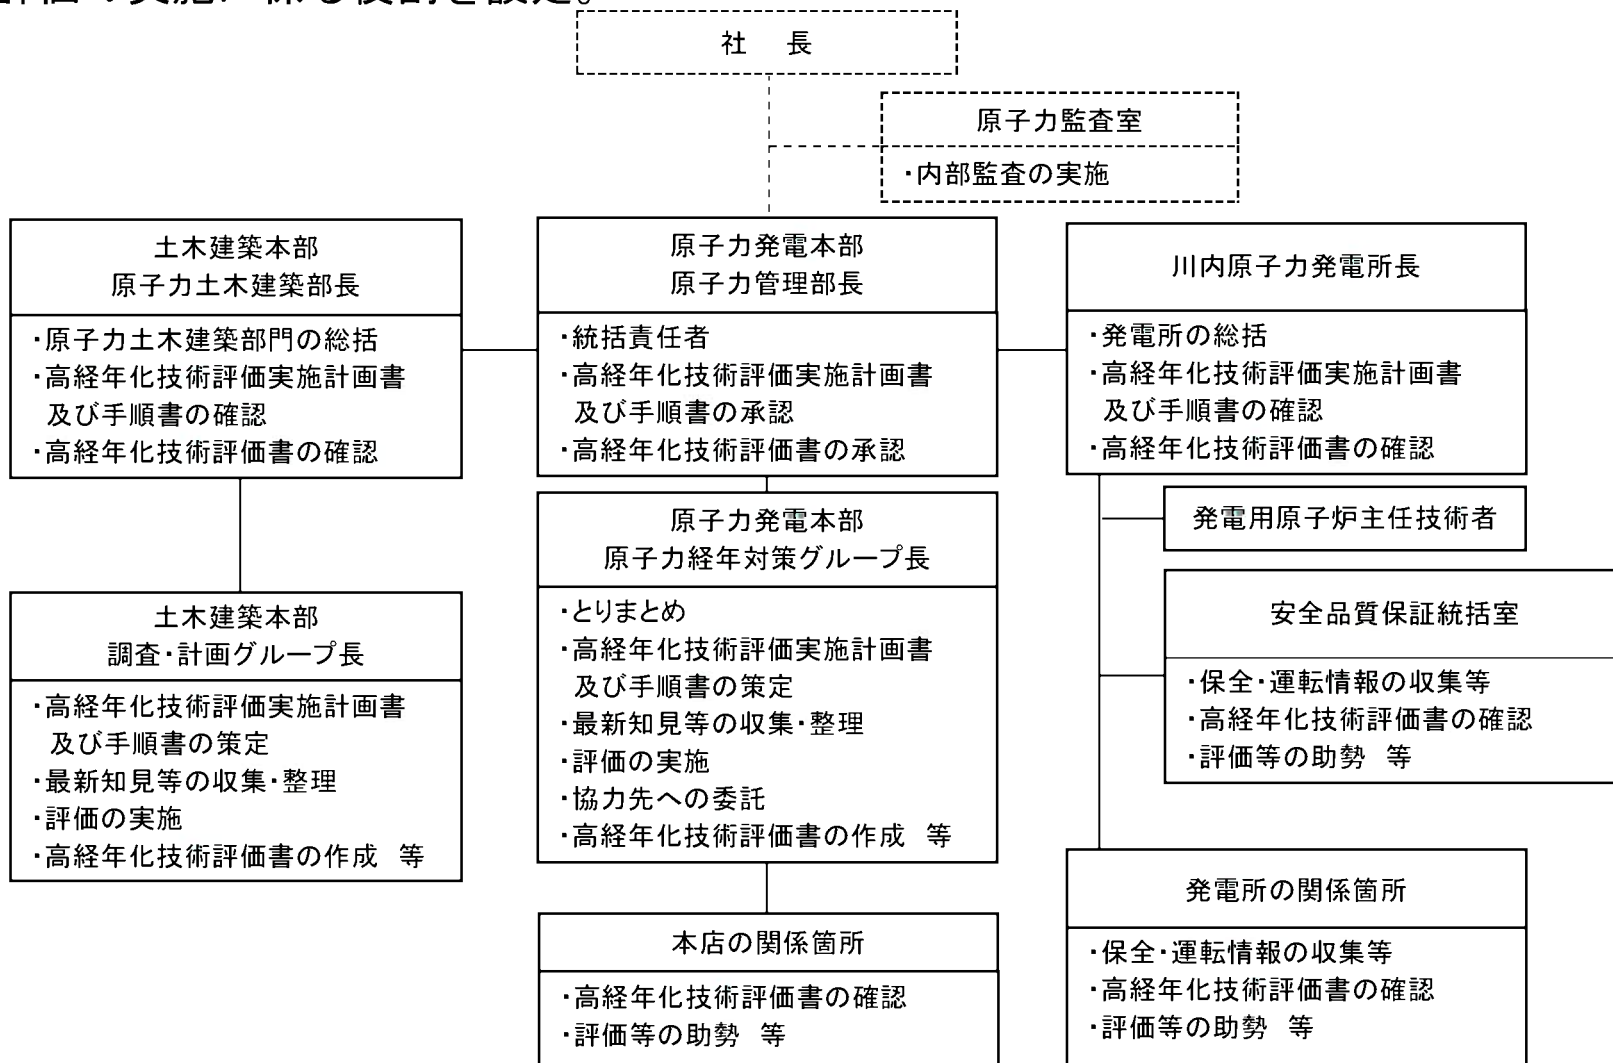 社　長
原子力監査室
・内部監査の実施
土木建築本部
原子力土木建築部長
・原子力土木建築部門の総括
・高経年化技術評価実施計画書
及び手順書の確認
・高経年化技術評価書の確認
原子力発電本部
原子力管理部長
・統括責任者
・高経年化技術評価実施計画書
及び手順書の承認
・高経年化技術評価書の承認
川内原子力発電所長
・発電所の総括
・高経年化技術評価実施計画書
及び手順書の確認
・高経年化技術評価書の確認
土木建築本部
調査・計画グループ長
・高経年化技術評価実施計画書
及び手順書の策定
・最新知見等の収集・整理
・評価の実施
・高経年化技術評価書の作成　等
原子力発電本部
原子力経年対策グループ長
・とりまとめ
・高経年化技術評価実施計画書
及び手順書の策定
・最新知見等の収集・整理
・評価の実施
・協力先への委託
・高経年化技術評価書の作成　等
本店の関係箇所
・高経年化技術評価書の確認
・評価等の助勢　等
発電用原子炉主任技術者
安全品質保証統括室
・保全・運転情報の収集等
・高経年化技術評価書の確認
・評価等の助勢　等
発電所の関係箇所
・保全・運転情報の収集等
・高経年化技術評価書の確認
・評価等の助勢　等